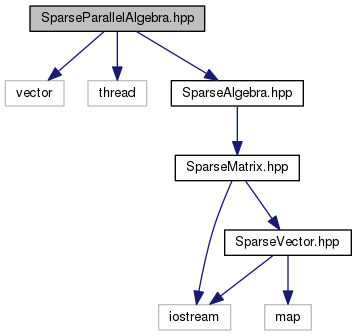 SparseParallelAlgebra.hpp
vector
thread
SparseAlgebra.hpp
SparseMatrix.hpp
SparseVector.hpp
iostream
map